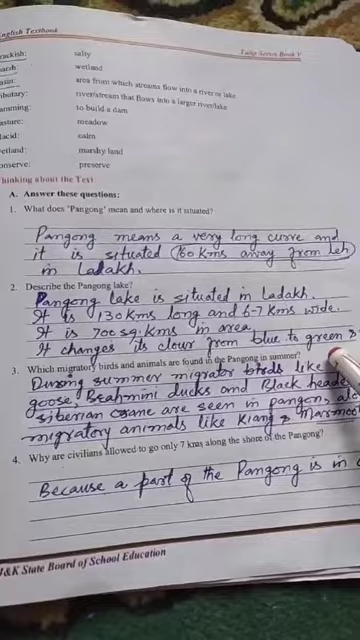 English Textbook
Tulip Series Book V
brackish: salty
marsh: wetland
basin: area from which streams flow into a river or lake
tributary: river/stream that flows into a larger river/lake
damming: to build a dam
pasture: meadow
placid: calm
wetland: marshy land
conserve: preserve
Thinking about the Text
A. Answer these questions:
1. What does "Pangong" mean and where is it situated?
Pangong means a very long curve and
it is situated 160 kms away from Leh
in Ladakh.
2. Describe the Pangong lake?
Pangong lake is situated in Ladakh.
It is 130 kms long and 6-7 kms wide.
It is 700 sq. kms in area
It changes its clour from blue to green &
3. Which migratory birds and animals are found in the Pangong in summer?
During summer migrator birds like
goose, Brahmini ducks and Black heade
siberian crane are seen in pangon, alo
migratory animals like Kiang & Marmo
4. Why are civilians allowed to go only 7 kms along the shore of the Pangong?
Because a part of the Pangong is in
J&K State Board of School Education